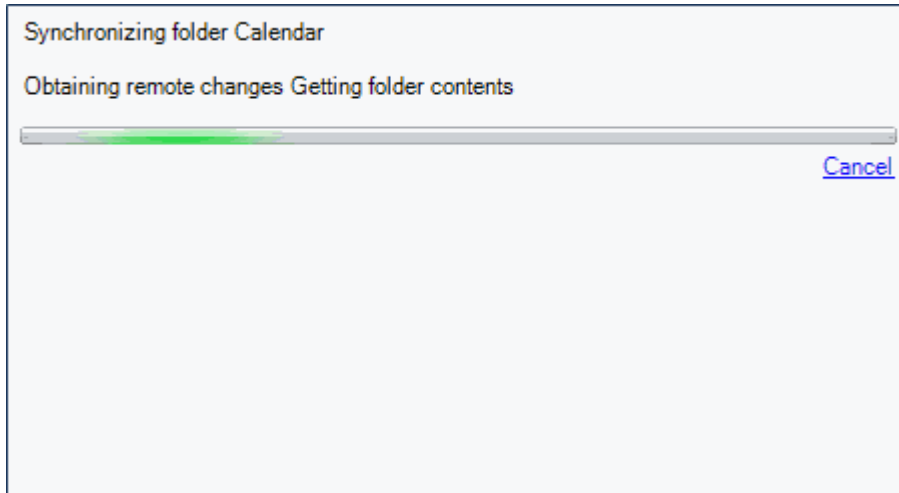 Synchronizing folder Calendar
Obtaining remote changes Getting folder contents
Cancel